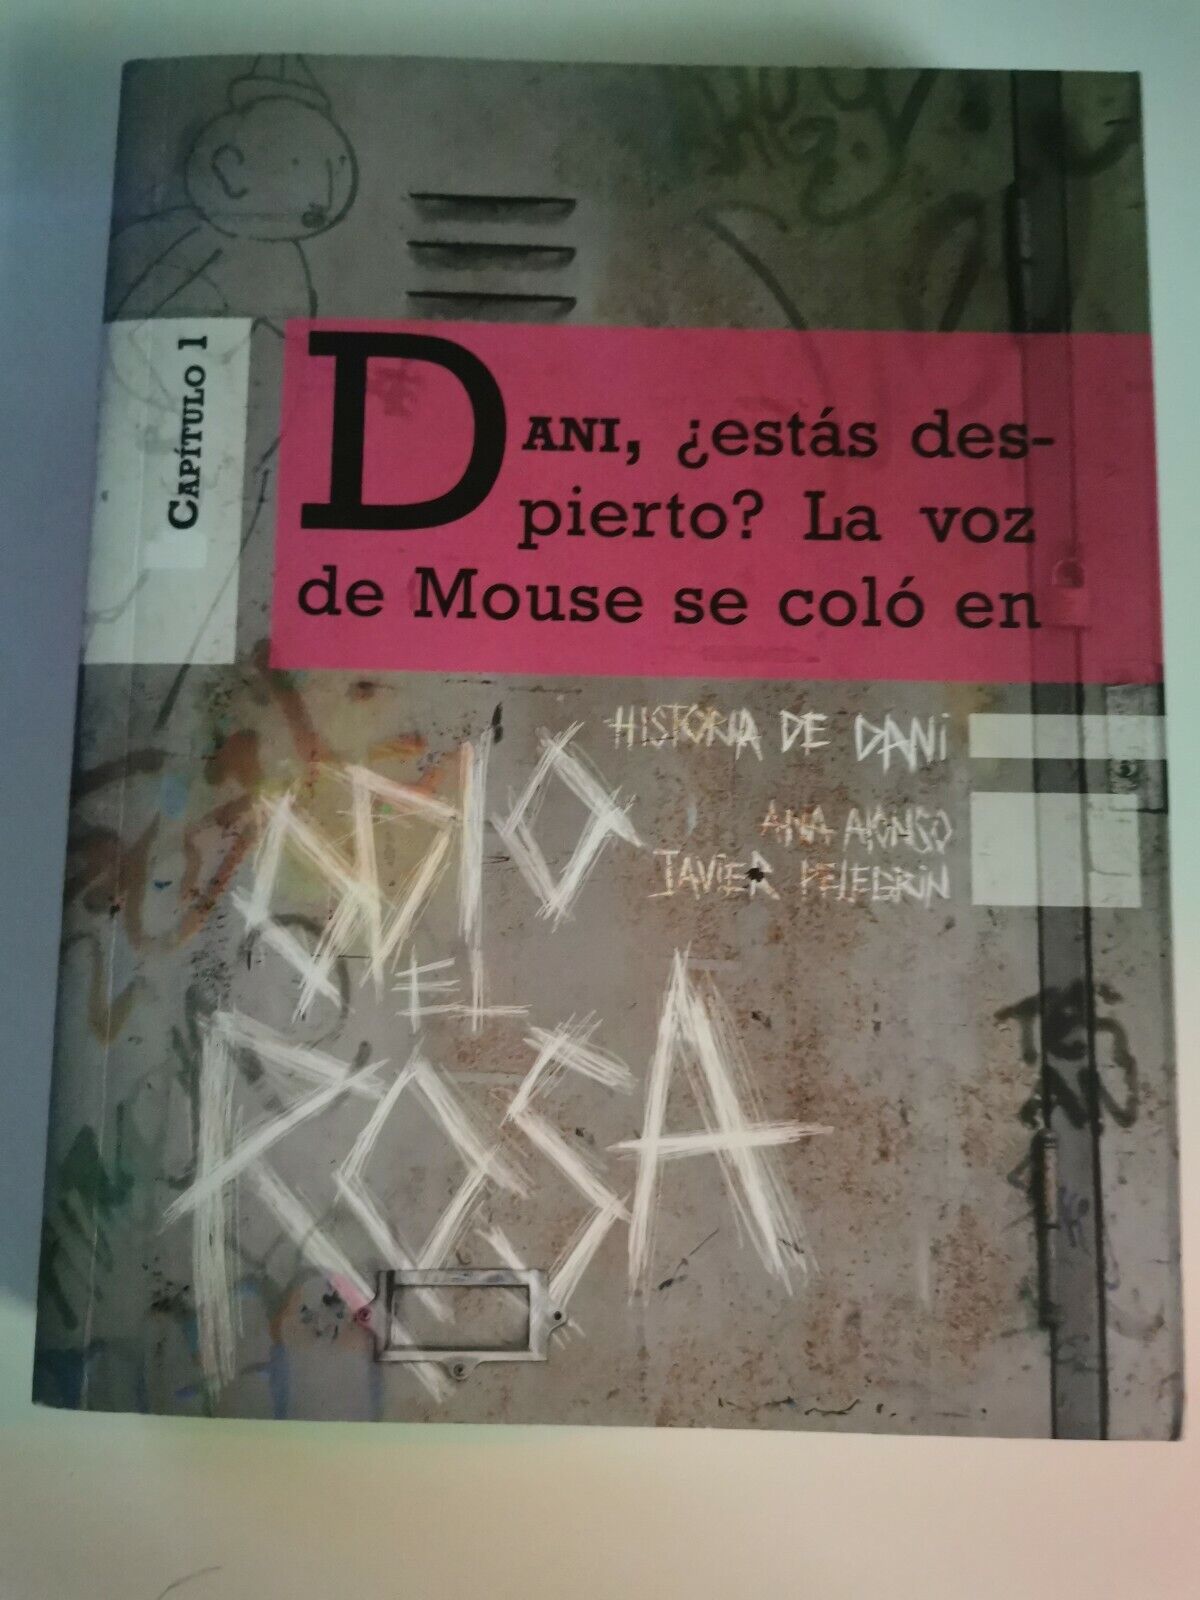 CAPÍTULO 1
DANI, ¿estás des-
pierto? La voz
de Mouse se coló en
HISTORIA DE DANI
ANA ALONSO
JAVIER PELEGRIN
ODIO
EL
ROSA